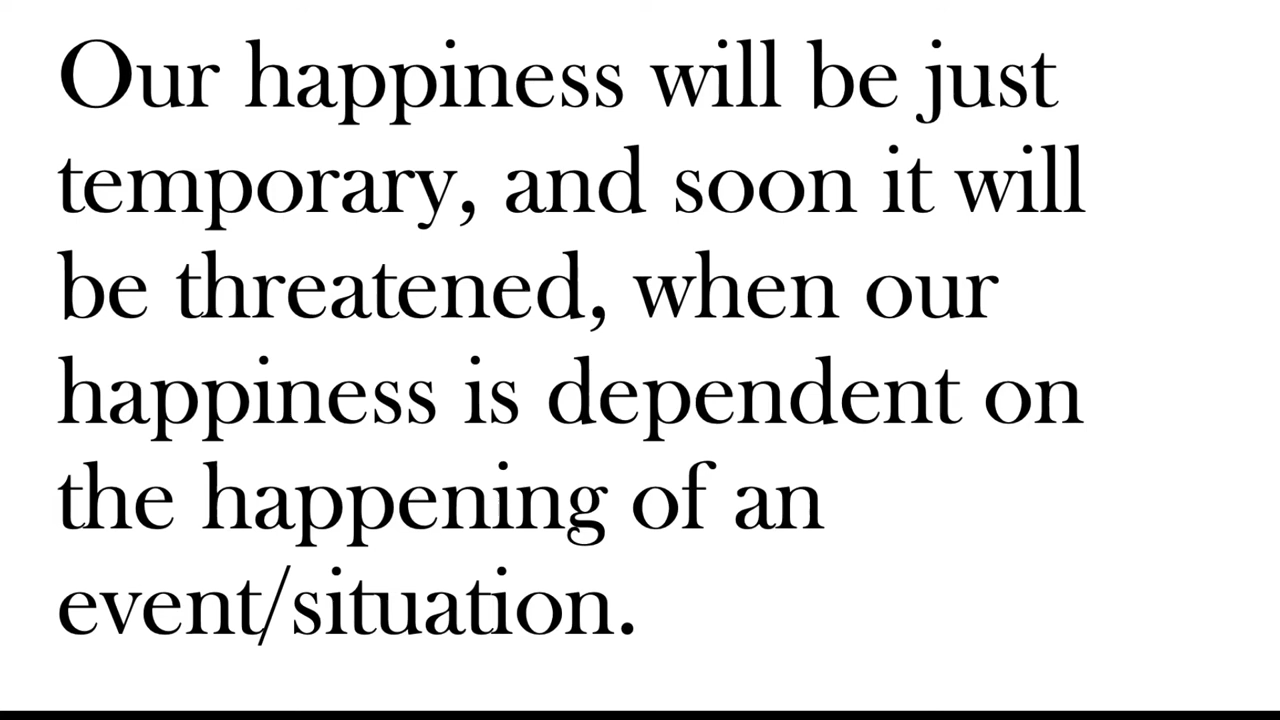 Our happiness will be just
temporary, and soon it will
be threatened, when our
happiness is dependent on
the happening of an
event/situation.